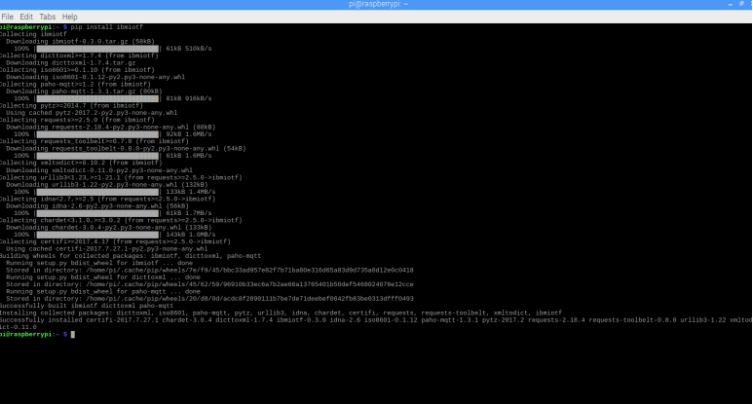 pi@raspberrypi: ~
File Edit Tabs Help
pi@raspberrypi:~ $ pip install ibmiotf
Collecting ibmiotf
Downloading ibmiotf-0.3.0.tar.gz (58kB)
100% 61kB 510kB/s
Collecting dicttoxml>=1.7.4 (from ibmiotf)
Downloading dicttoxml-1.7.4.tar.gz
Collecting iso8601>=0.1.10 (from ibmiotf)
Downloading iso8601-0.1.12-py2.py3-none-any.whl
Collecting paho-mqtt>=1.2 (from ibmiotf)
Downloading paho-mqtt-1.3.1.tar.gz (80kB)
100% 81kB 916kB/s
Collecting pytz>=2014.7 (from ibmiotf)
Using cached pytz-2017.2-py2.py3-none-any.whl
Collecting requests>=2.5.0 (from ibmiotf)
Downloading requests-2.18.4-py2.py3-none-any.whl (88kB)
100% 92kB 1.6MB/s
Collecting requests_toolbelt>=0.7.0 (from ibmiotf)
Downloading requests_toolbelt-0.8.0-py2.py3-none-any.whl (54kB)
100% 61kB 1.6MB/s
Collecting xmltodict>=0.10.2 (from ibmiotf)
Downloading xmltodict-0.11.0-py2.py3-none-any.whl
Collecting urllib3<1.23,>=1.21.1 (from requests>=2.5.0->ibmiotf)
Downloading urllib3-1.22-py2.py3-none-any.whl (132kB)
100% 133kB 1.4MB/s
Collecting idna<2.7,>=2.5 (from requests>=2.5.0->ibmiotf)
Downloading idna-2.6-py2.py3-none-any.whl (56kB)
100% 61kB 1.7MB/s
Collecting chardet<3.1.0,>=3.0.2 (from requests>=2.5.0->ibmiotf)
Downloading chardet-3.0.4-py2.py3-none-any.whl (133kB)
100% 143kB 1.0MB/s
Collecting certifi>=2017.4.17 (from requests>=2.5.0->ibmiotf)
Using cached certifi-2017.7.27.1-py2.py3-none-any.whl
Building wheels for collected packages: ibmiotf, dicttoxml, paho-mqtt
Running setup.py bdist_wheel for ibmiotf ... done
Stored in directory: /home/pi/.cache/pip/wheels/7e/f9/45/
Running setup.py bdist_wheel for dicttoxml ... done
Stored in directory: /home/pi/.cache/pip/wheels/45/62/59/
Running setup.py bdist_wheel for paho-mqtt ... done
Stored in directory: /home/pi/.cache/pip/wheels/20/d8/0d/
Successfully built ibmiotf dicttoxml paho-mqtt
Installing collected packages: dicttoxml, iso8601, paho-mqtt, pytz, urllib3, idna, chardet, certifi, requests, requests-toolbelt, xmltodict, ibmiotf
Successfully installed certifi-2017.7.27.1 chardet-3.0.4 dicttoxml-1.7.4 ibmiotf-0.3.0 idna-2.6 iso8601-0.1.12 paho-mqtt-1.3.1 pytz-2017.2 requests-2.18.4 requests-toolbelt-0.8.0 urllib3-1.22 xmltod
ict-0.11.0
pi@raspberrypi:~ $